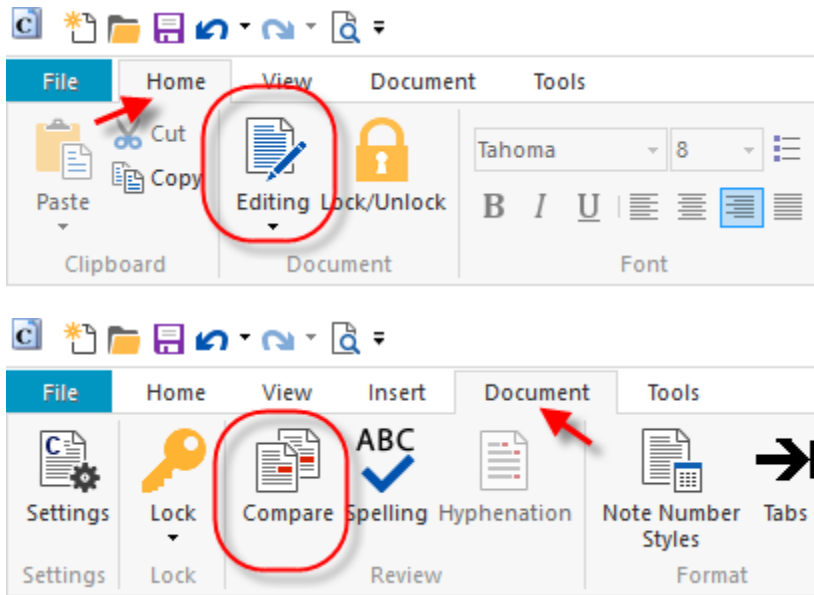 C
File Home View Document Tools
Paste Cut Copy Editing Lock/Unlock Tahoma 8
B I U
Clipboard Document Font
C
File Home View Insert Document Tools
C ABC
Settings Lock Compare Spelling Hyphenation Note Number Styles Tabs
Settings Lock Review Format